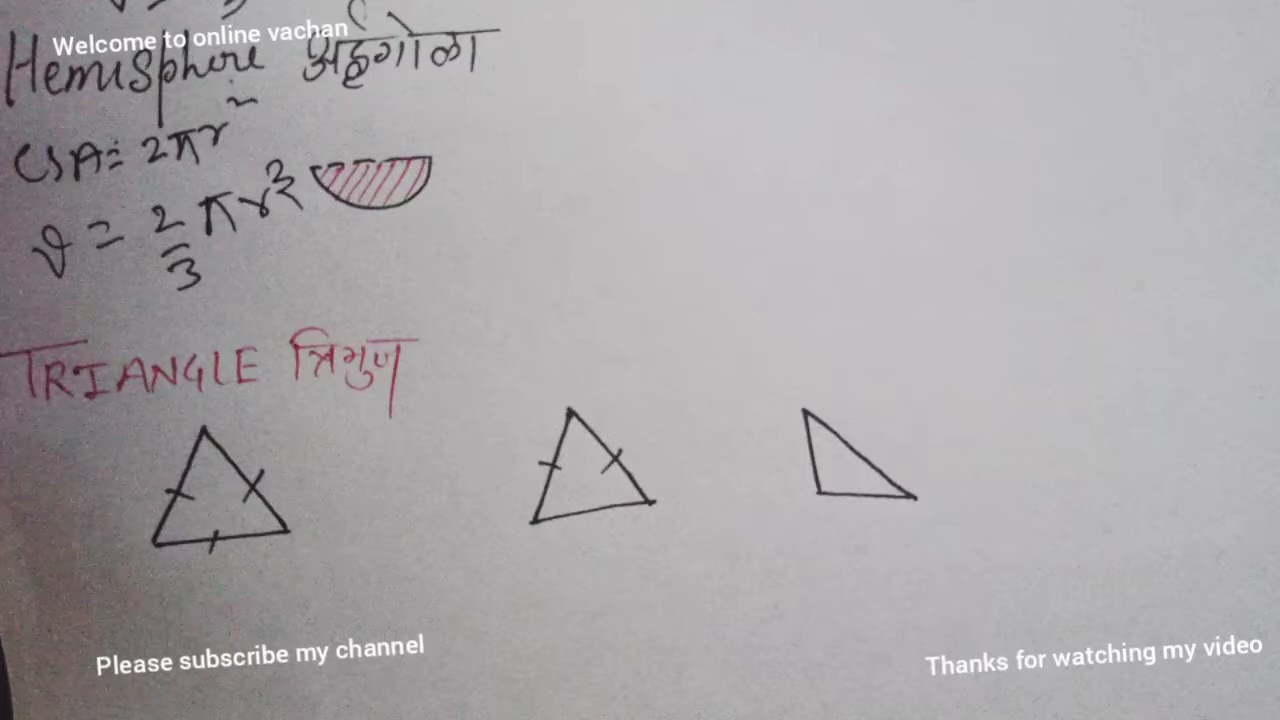 Welcome to online vachan
Hemisphere अर्द्धगोला
CSA = 2πr²
V = 2/3 πr³
TRIANGLE त्रिभुज
Please subscribe my channel
Thanks for watching my video